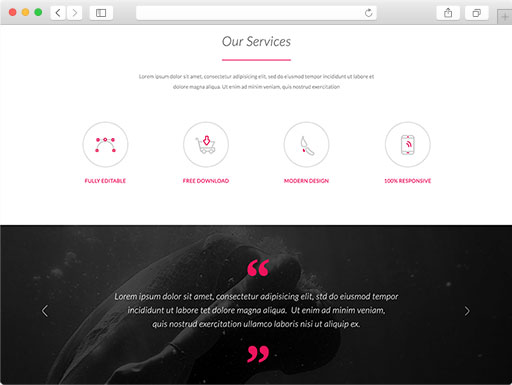 Our Services
Lorem ipsum dolor sit amet, consectetur adipisicing elit, sed do eiusmod tempor incididunt ut labore et
dolore magna aliqua. Ut enim ad minim veniam, quis nostrud exercitation
FULLY EDITABLE
FREE DOWNLOAD
MODERN DESIGN
100% RESPONSIVE
“
Lorem ipsum dolor sit amet, consectetur adipisicing elit, std do eiusmod tempor
incididunt ut labore tet dolore magna aliqua. Ut enim ad minim veniam,
quis nostrud exercitation ullamco laboris nisi ut aliquip ex.
”